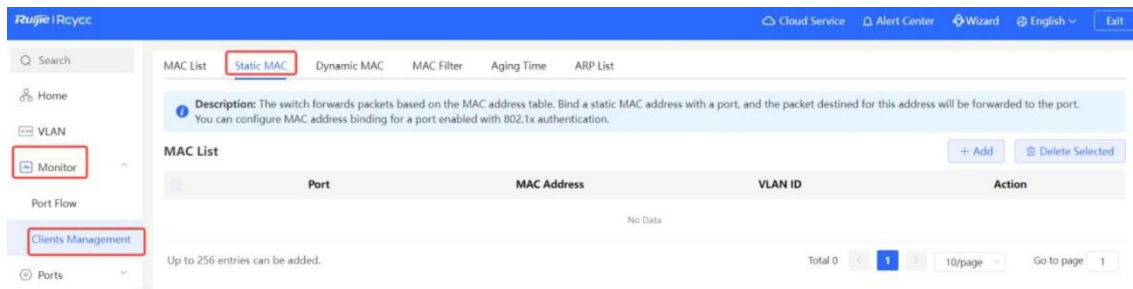 Ruijie | Rcycc
Cloud Service Alert Center Wizard English Exit
Search
Home
VLAN
Monitor
Port Flow
Clients Management
Ports
MAC List Static MAC Dynamic MAC MAC Filter Aging Time ARP List
Description: The switch forwards packets based on the MAC address table. Bind a static MAC address with a port, and the packet destined for this address will be forwarded to the port.
You can configure MAC address binding for a port enabled with 802.1x authentication.
MAC List
+ Add Delete Selected
Port MAC Address VLAN ID Action
No Data
Up to 256 entries can be added.
Total 0 < 1 > 10/page Go to page 1